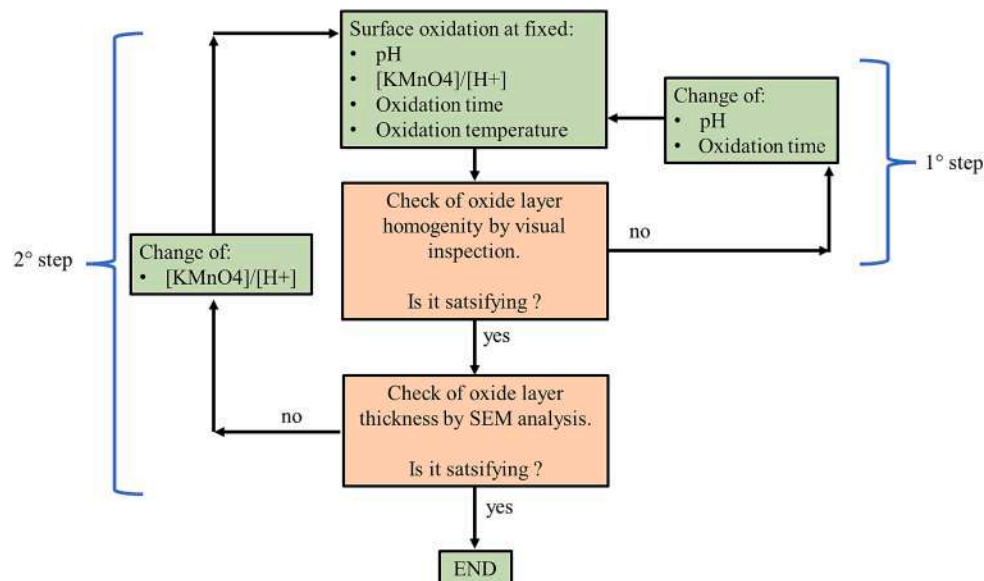 Surface oxidation at fixed:
• pH
• [KMnO4]/[H+]
• Oxidation time
• Oxidation temperature
Change of:
• pH
• Oxidation time
1° step
Check of oxide layer
homogenity by visual
inspection.
Is it satsifying ?
no
yes
2° step
Change of:
• [KMnO4]/[H+]
Check of oxide layer
thickness by SEM analysis.
Is it satsifying ?
no
yes
END